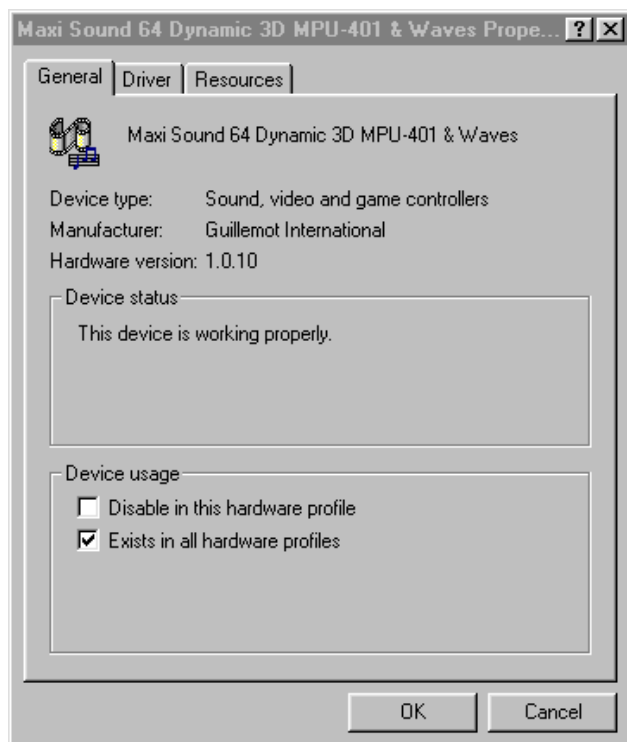 Maxi Sound 64 Dynamic 3D MPU-401 & Waves Prope...
General
Driver
Resources
Maxi Sound 64 Dynamic 3D MPU-401 & Waves
Device type: Sound, video and game controllers
Manufacturer: Guillemot International
Hardware version: 1.0.10
Device status
This device is working properly.
Device usage
Disable in this hardware profile
Exists in all hardware profiles
OK
Cancel